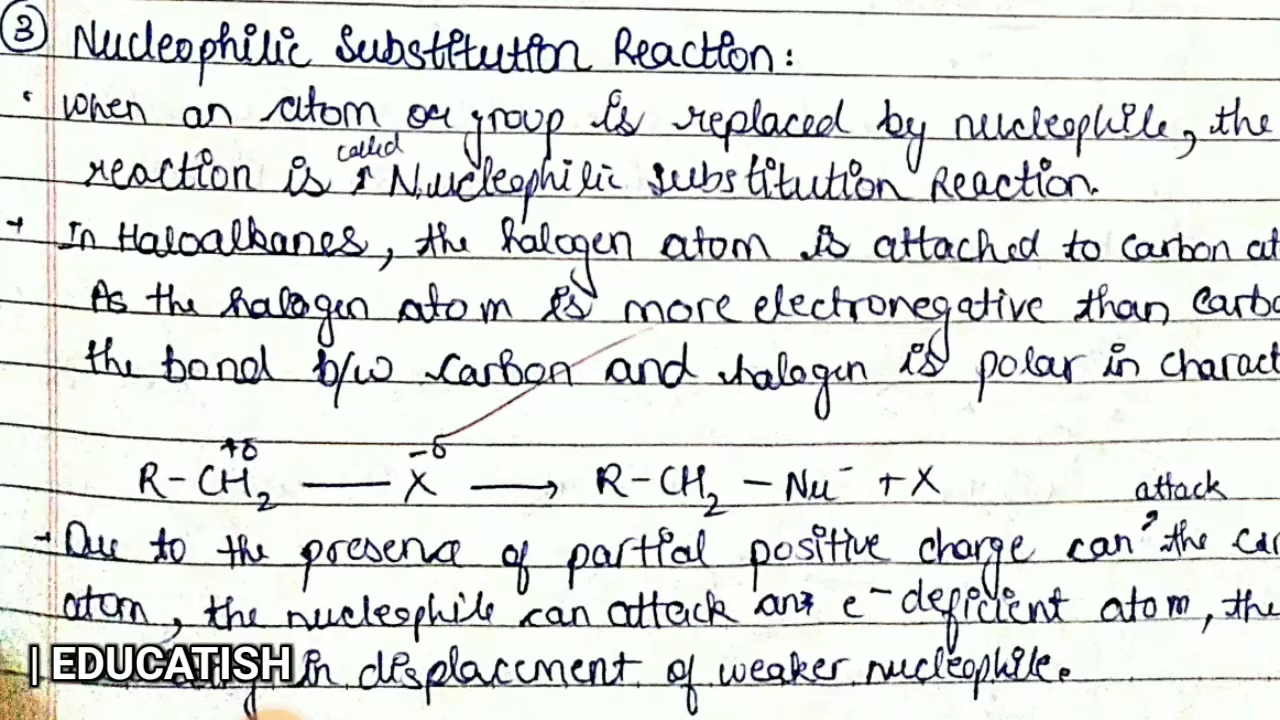 ③ Nucleophilic Substitution Reaction:
• When an atom or group is replaced by nucleophile, the
called
reaction is Nucleophilic substitution Reaction.
→ In Haloalkanes, the halogen atom is attached to carbon at
As the halogen atom is more electronegative than Carbo
the bond b/w carbon and halogen is polar in charact
+δ -δ
R-CH₂ — X ⟶ R-CH₂ - Nu⁻ + X
attack
→ Due to the presence of partial positive charge can the car
atom, the nucleophile can attack an e⁻-deficient atom, the
| EDUCATISH in displacement of weaker nucleophile.